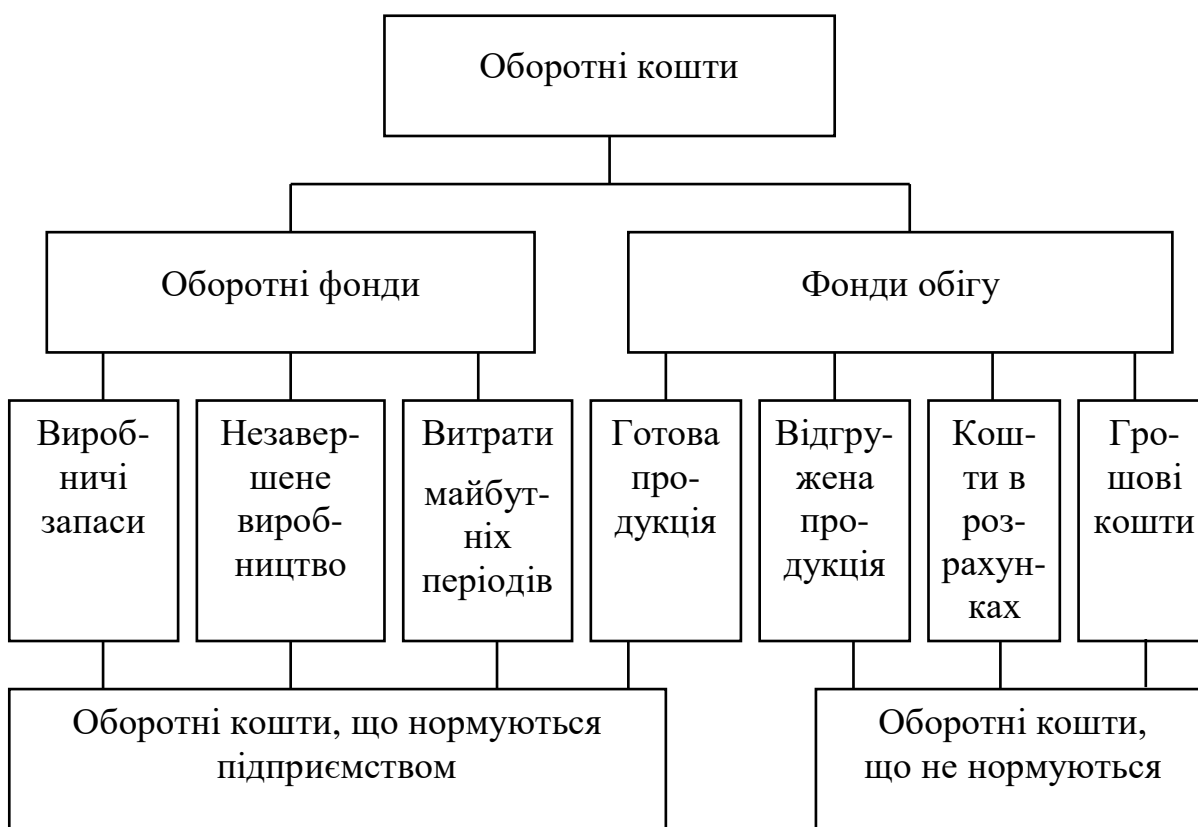 Оборотні кошти
Оборотні фонди
Фонди обігу
Вироб-
ничі
запаси
Незавер-
шене
вироб-
ництво
Витрати
майбут-
ніх
періодів
Готова
про-
дукція
Відгру-
жена
про-
дукція
Кош-
ти в
роз-
рахун-
ках
Гро-
шові
кошти
Оборотні кошти, що нормуються
підприємством
Оборотні кошти,
що не нормуються